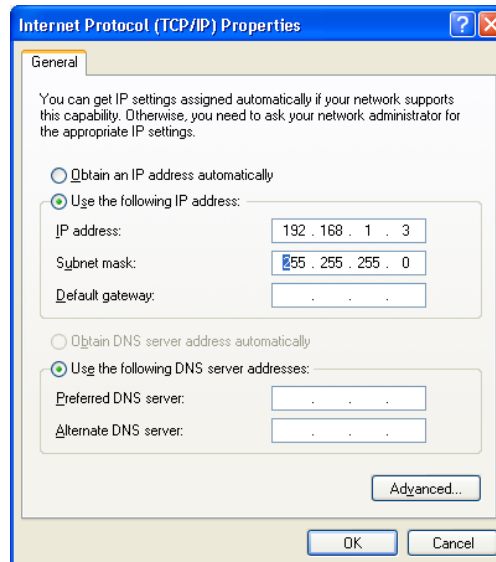 Internet Protocol (TCP/IP) Properties
General
You can get IP settings assigned automatically if your network supports
this capability. Otherwise, you need to ask your network administrator for
the appropriate IP settings.
Obtain an IP address automatically
Use the following IP address:
IP address: 192 . 168 . 1 . 3
Subnet mask: 255 . 255 . 255 . 0
Default gateway: . . .
Obtain DNS server address automatically
Use the following DNS server addresses:
Preferred DNS server: . . .
Alternate DNS server: . . .
Advanced...
OK Cancel